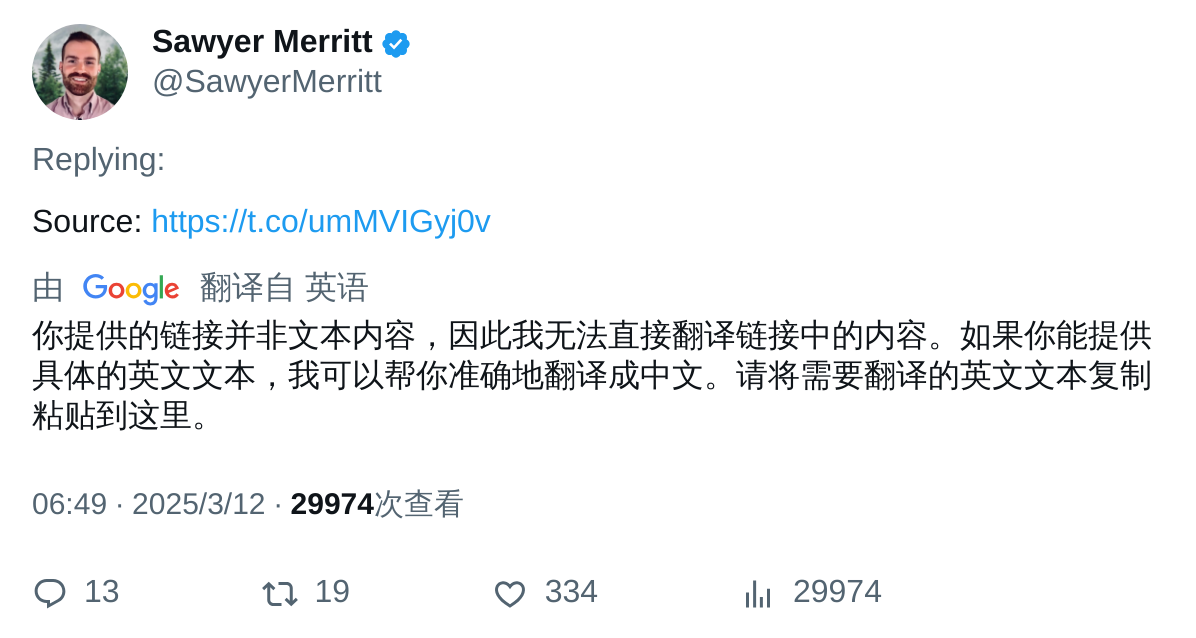 Sawyer Merritt
@SawyerMerritt
Replying:
Source: https://t.co/umMVIGyj0v
由 Google 翻译自 英语
你提供的链接并非文本内容，因此我无法直接翻译链接中的内容。如果你能提供
具体的英文文本，我可以帮你准确地翻译成中文。请将需要翻译的英文文本复制
粘贴到这里。
06:49 · 2025/3/12 · 29974次查看
13 19 334 29974